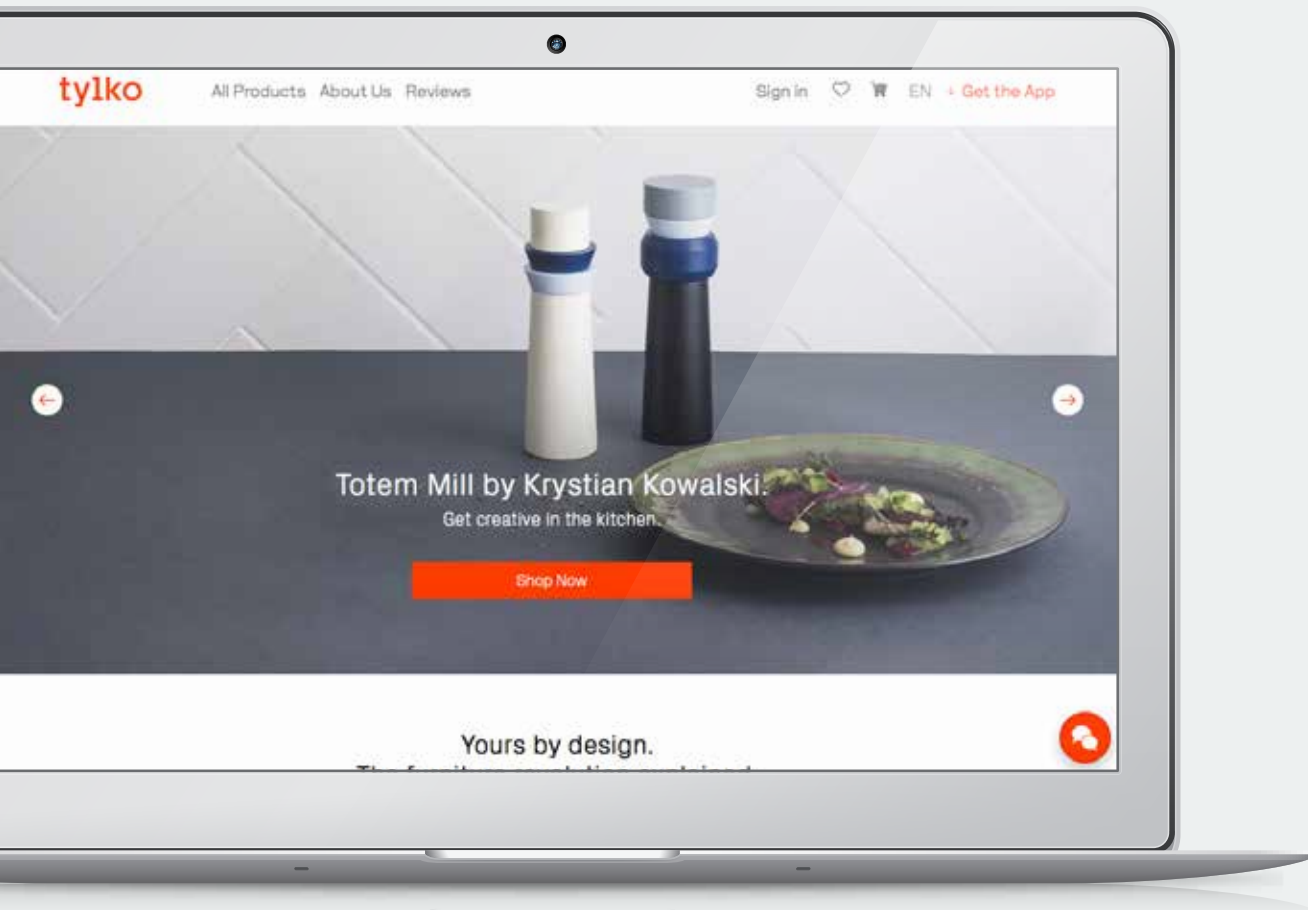 tylko
All Products About Us Reviews
Sign in EN ↓ Get the App
Totem Mill by Krystian Kowalski.
Get creative in the kitchen.
Shop Now
Yours by design.